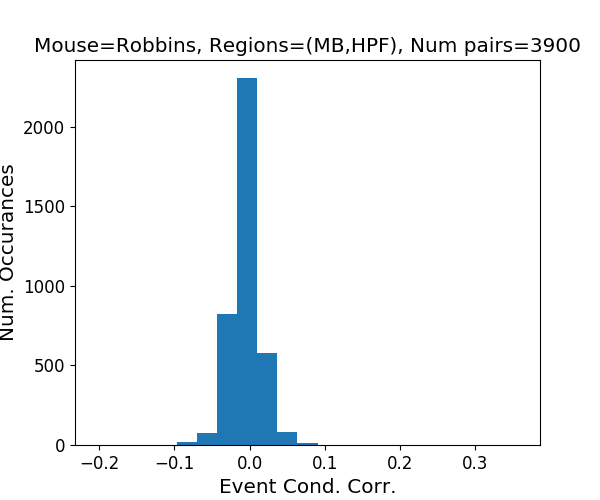 Mouse=Robbins, Regions=(MB,HPF), Num pairs=3900
Num. Occurances
2000
1500
1000
500
0
−0.2 −0.1 0.0 0.1 0.2 0.3
Event Cond. Corr.